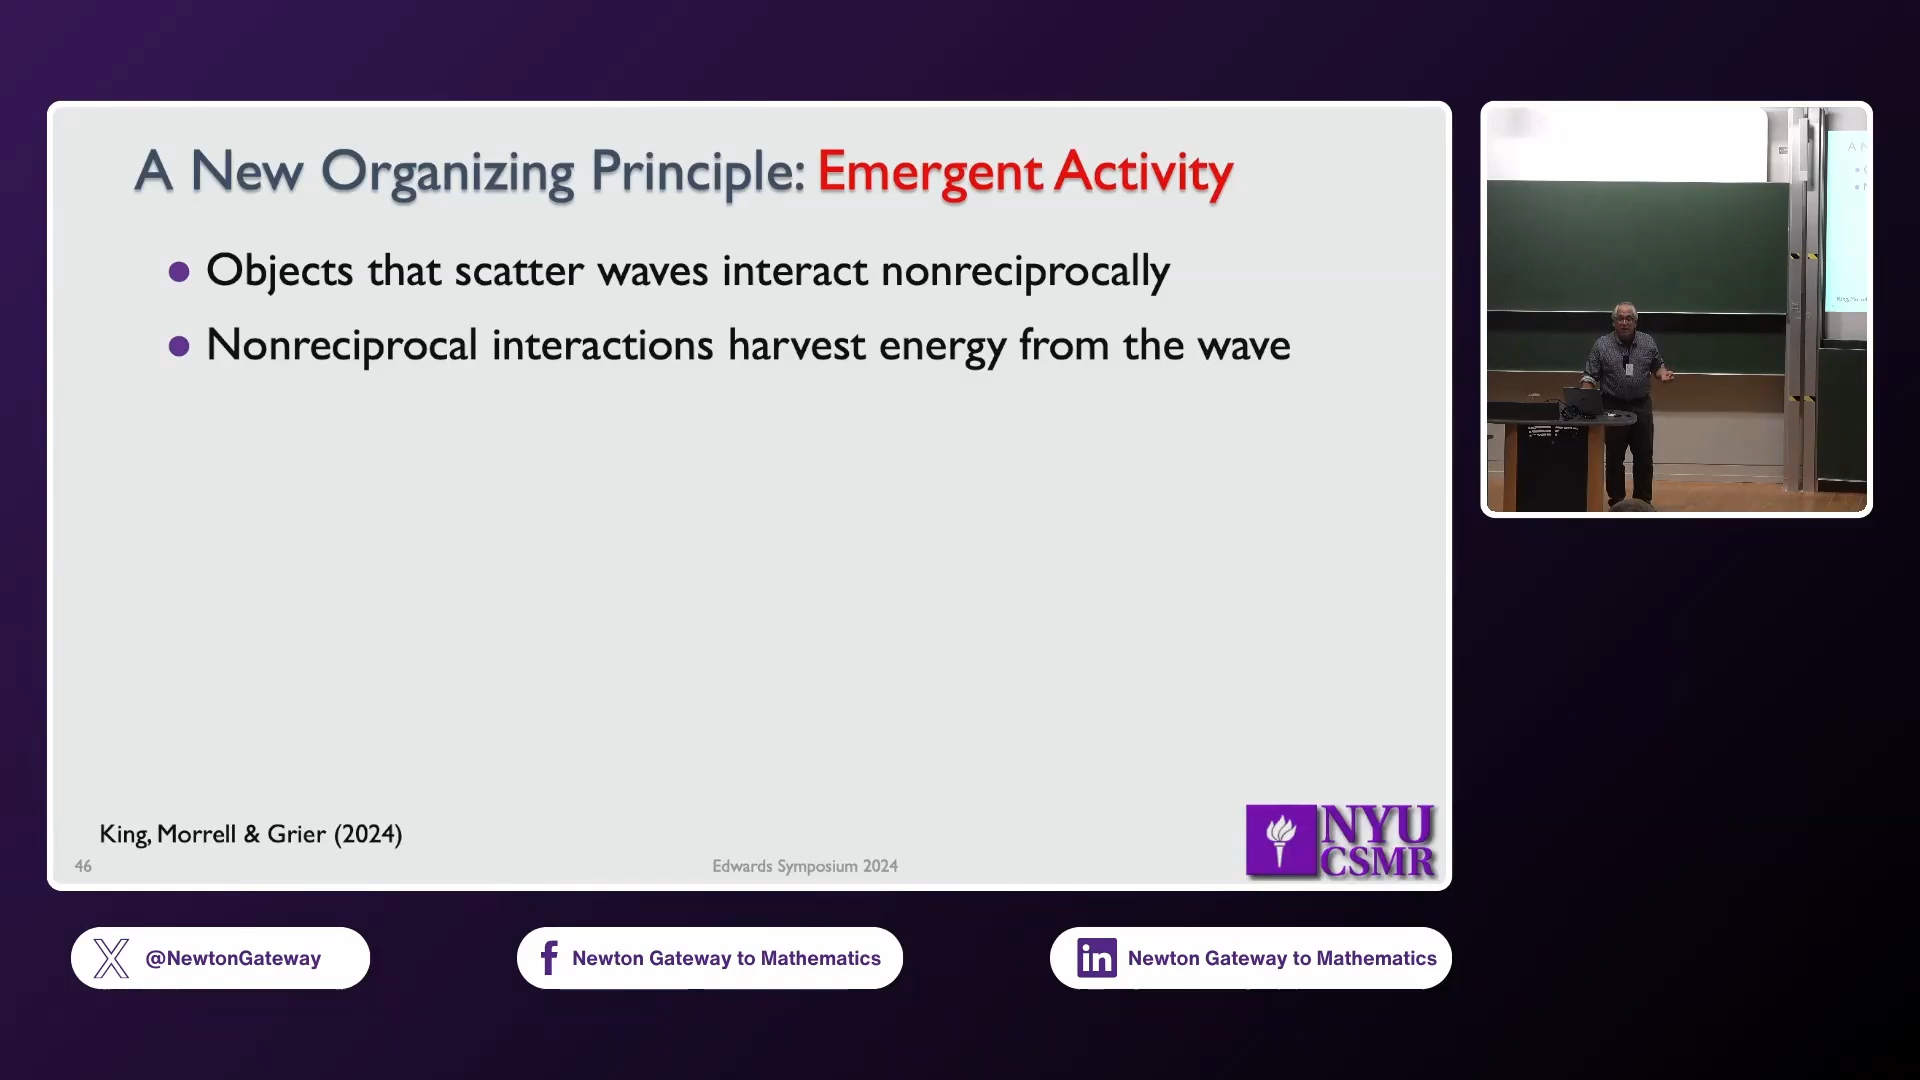 A New Organizing Principle: Emergent Activity
Objects that scatter waves interact nonreciprocally
Nonreciprocal interactions harvest energy from the wave
King, Morrell & Grier (2024)
46
Edwards Symposium 2024
NYU
CSMR
@NewtonGateway
Newton Gateway to Mathematics
in Newton Gateway to Mathematics